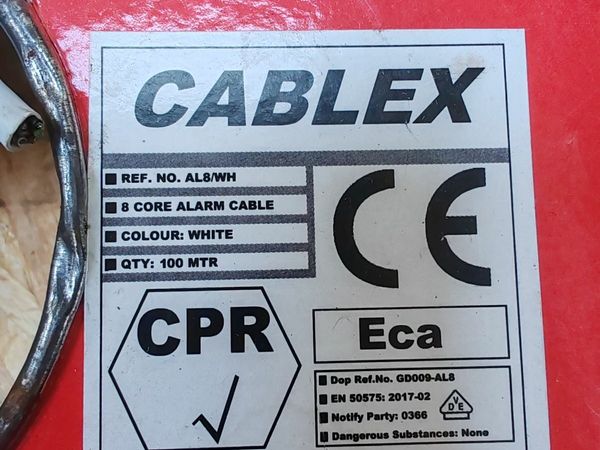 CABLEX
REF. NO. AL8/WH
8 CORE ALARM CABLE
COLOUR: WHITE
QTY: 100 MTR
CE
CPR
Eca
Dop Ref.No. GD009-AL8
EN 50575: 2017-02
Notify Party: 0366
VDE
Dangerous Substances: None